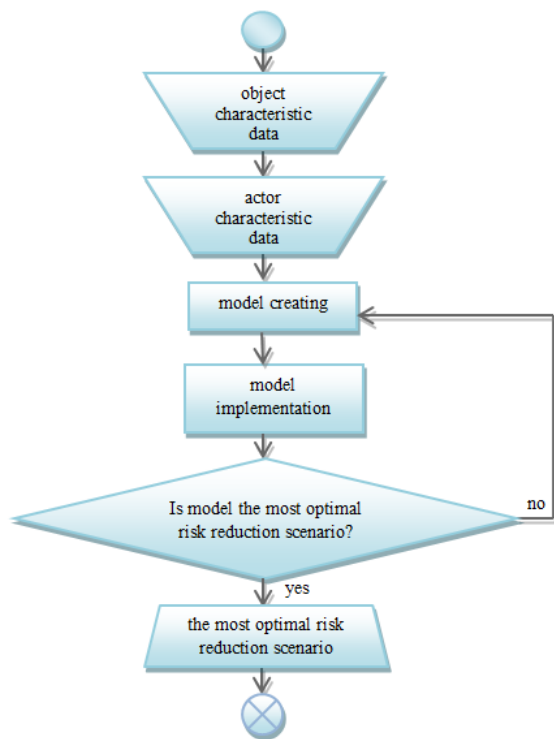 object
characteristic
data
actor
characteristic
data
model creating
model
implementation
Is model the most optimal
risk reduction scenario?
no
yes
the most optimal risk
reduction scenario